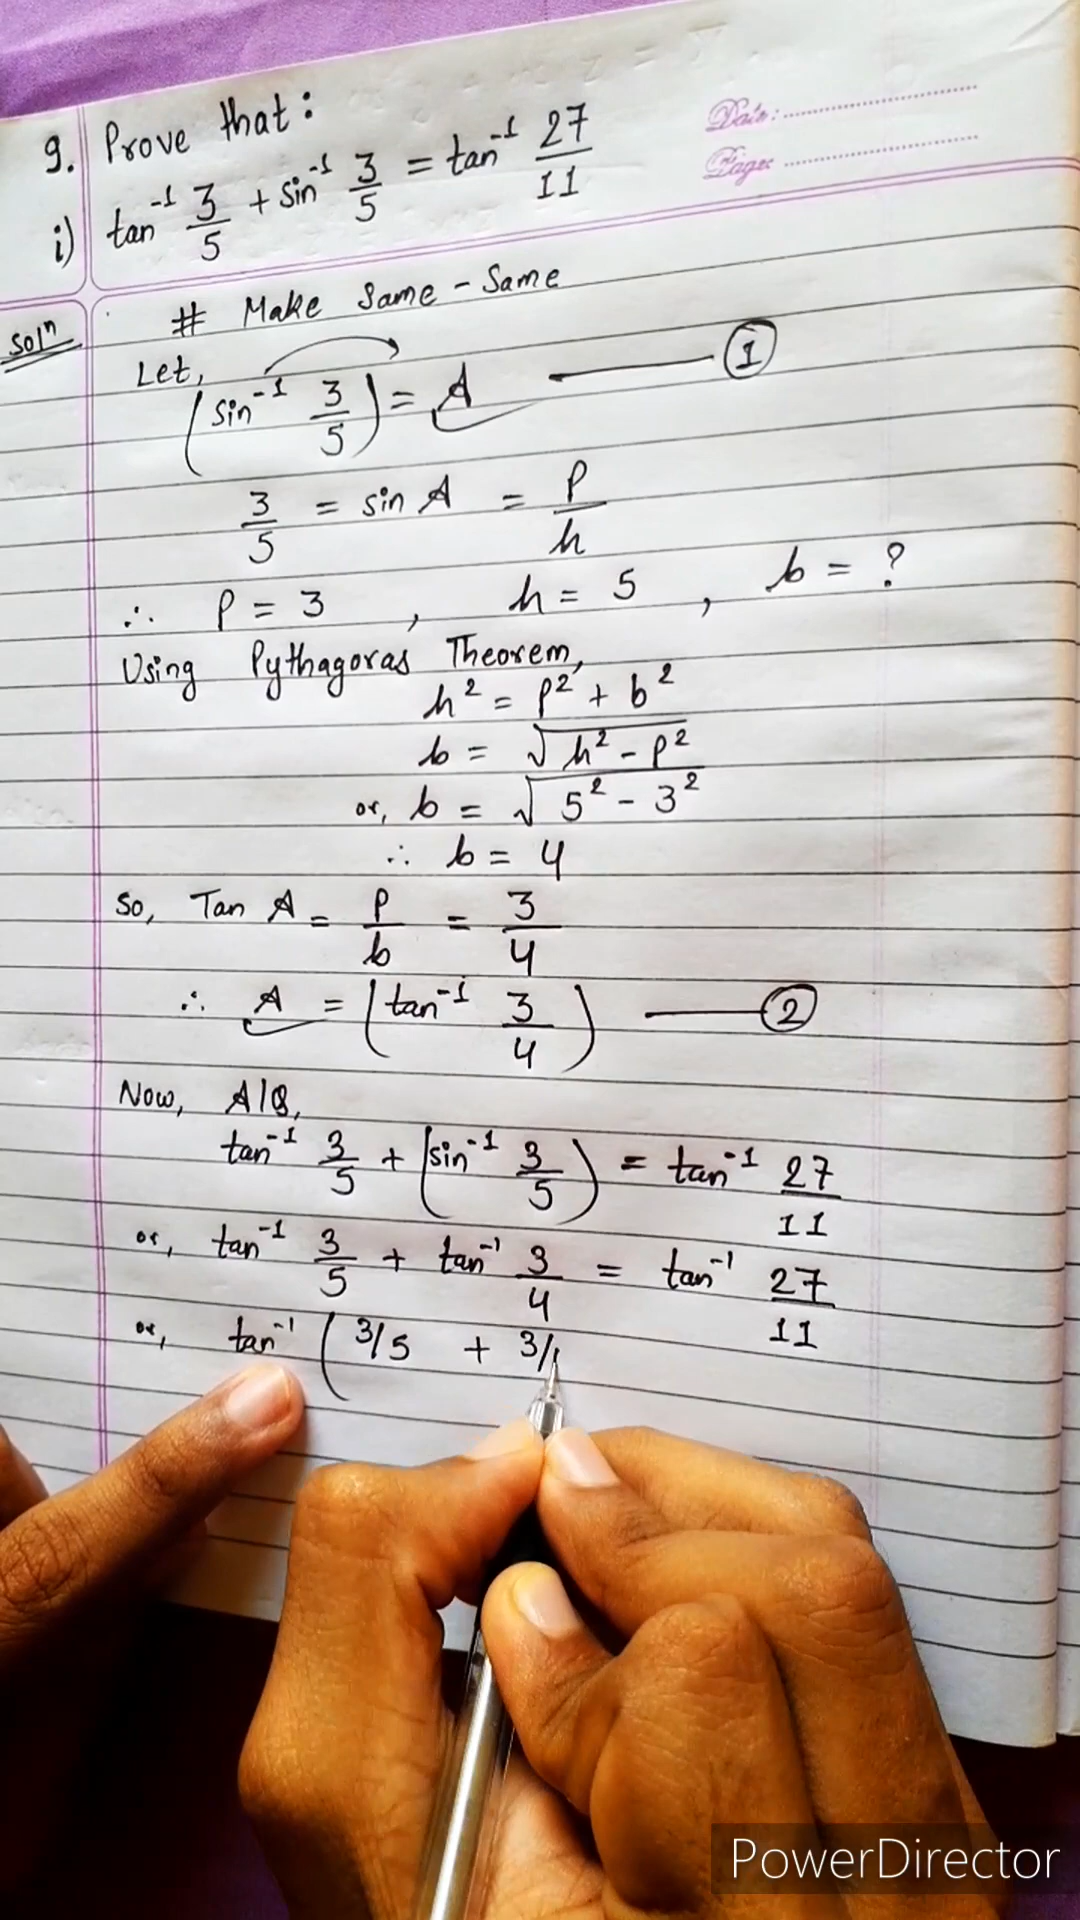 9. Prove that:
Date:
Page:
i) tan⁻¹ 3/5 + sin⁻¹ 3/5 = tan⁻¹ 27/11
Solⁿ
# Make Same - Same
Let,
(sin⁻¹ 3/5) = A ——— ①
3/5 = sin A = P/h
∴ P = 3 , h = 5 , b = ?
Using Pythagoras Theorem,
h² = p² + b²
b = √h² - p²
or, b = √5² - 3²
∴ b = 4
So, Tan A = P/b = 3/4
∴ A = (tan⁻¹ 3/4) ——— ②
Now, A/Q,
tan⁻¹ 3/5 + (sin⁻¹ 3/5) = tan⁻¹ 27/11
or, tan⁻¹ 3/5 + tan⁻¹ 3/4 = tan⁻¹ 27/11
or, tan⁻¹ ( 3/5 + 3/
PowerDirector